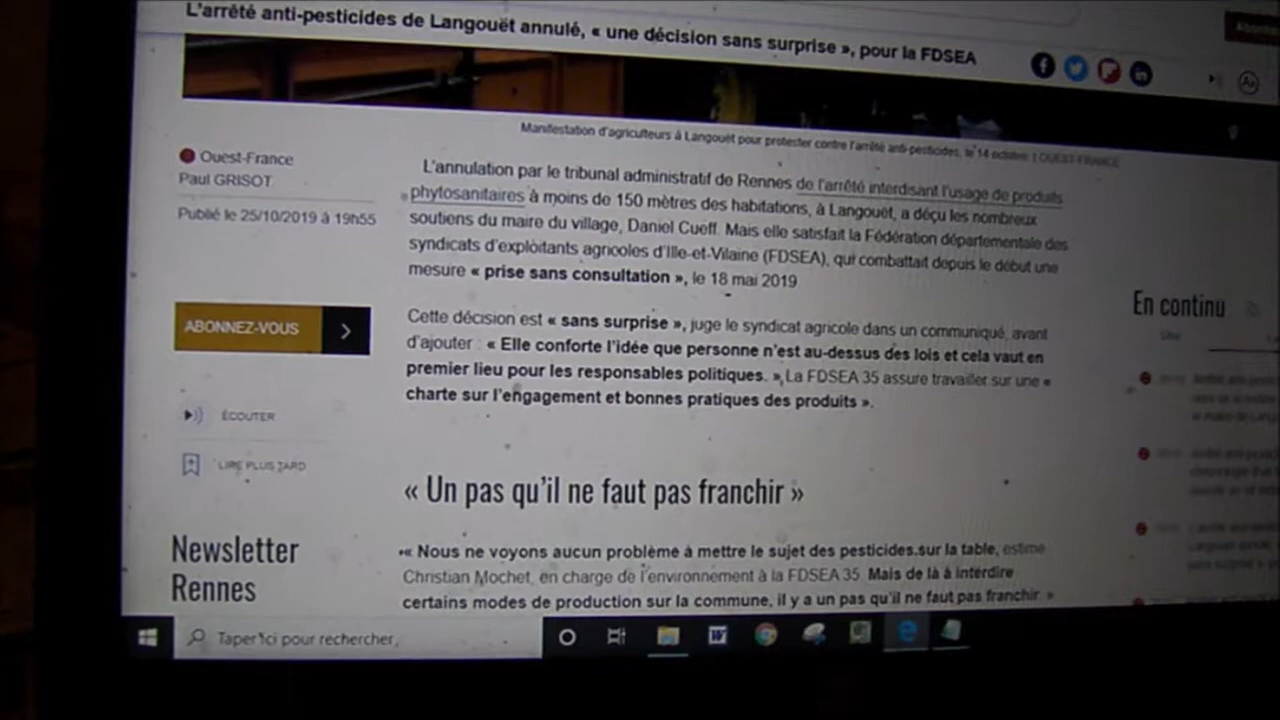 L'arrêté anti-pesticides de Langouët annulé, « une décision sans surprise », pour la FDSEA
Manifestation d'agriculteurs à Langouët pour protester contre l'arrêté anti-pesticides, le 14 octobre. | OUEST-FRANCE
Ouest-France
Paul GRISOT.
Publié le 25/10/2019 à 19h55
ABONNEZ-VOUS
ÉCOUTER
LIRE PLUS TARD
Newsletter
Rennes
L'annulation par le tribunal administratif de Rennes de l'arrêté interdisant l'usage de produits
phytosanitaires à moins de 150 mètres des habitations, à Langouët, a déçu les nombreux
soutiens du maire du village, Daniel Cueff. Mais elle satisfait la Fédération départementale des
syndicats d'exploitants agricoles d'Ille-et-Vilaine (FDSEA), qui combattait depuis le début une
mesure « prise sans consultation », le 18 mai 2019.
Cette décision est « sans surprise », juge le syndicat agricole dans un communiqué, avant
d'ajouter : « Elle conforte l'idée que personne n'est au-dessus des lois et cela vaut en
premier lieu pour les responsables politiques. » La FDSEA 35 assure travailler sur une «
charte sur l'engagement et bonnes pratiques des produits ».
« Un pas qu'il ne faut pas franchir »
« Nous ne voyons aucun problème à mettre le sujet des pesticides sur la table, estime
Christian Mochet, en charge de l'environnement à la FDSEA 35. Mais de là à interdire
certains modes de production sur la commune, il y a un pas qu'il ne faut pas franchir. »
En continu
Taper ici pour rechercher